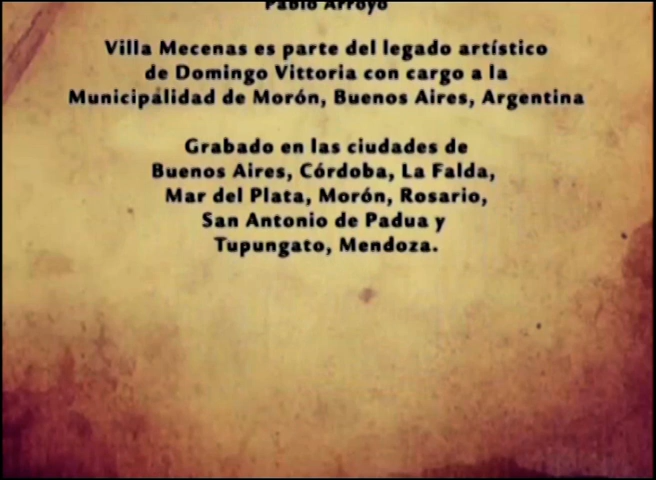 Pablo Arroyo
Villa Mecenas es parte del legado artístico
de Domingo Vittoria con cargo a la
Municipalidad de Morón, Buenos Aires, Argentina
Grabado en las ciudades de
Buenos Aires, Córdoba, La Falda,
Mar del Plata, Morón, Rosario,
San Antonio de Padua y
Tupungato, Mendoza.